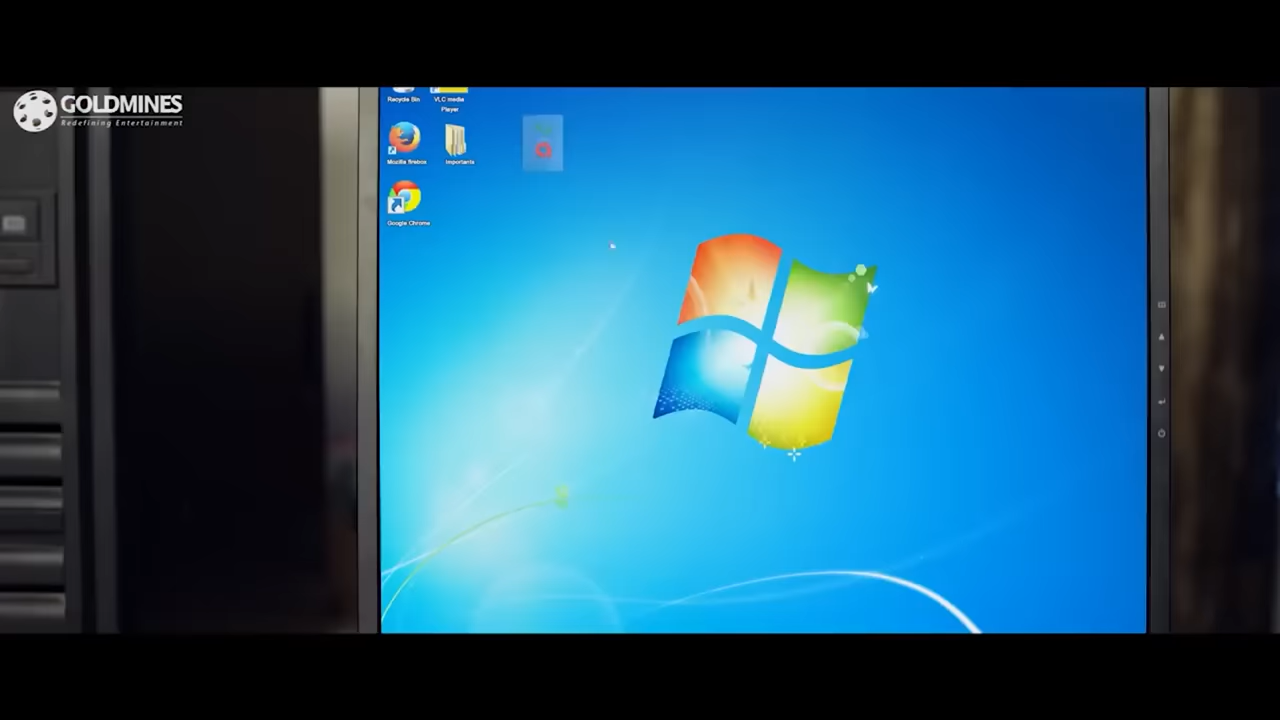 GOLDMINES
Redefining Entertainment
Recycle Bin
VLC media
Player
Mozilla firefox
importants
Google Chrome